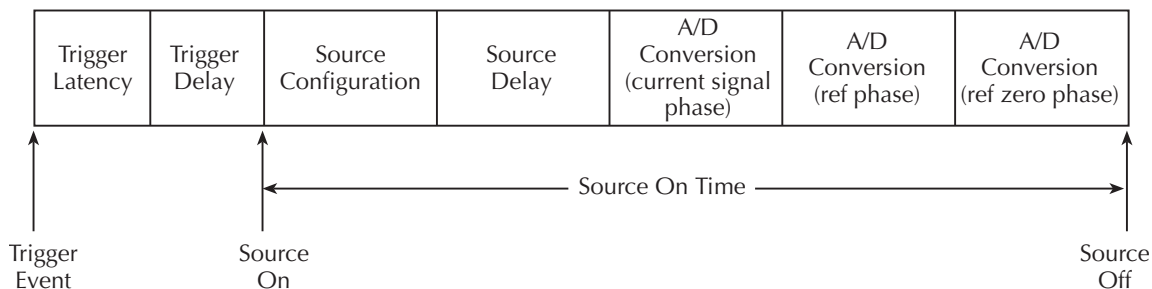 Trigger
Latency
Trigger
Delay
Source
Configuration
Source
Delay
A/D
Conversion
(current signal
phase)
A/D
Conversion
(ref phase)
A/D
Conversion
(ref zero phase)
Source On Time
Trigger
Event
Source
On
Source
Off